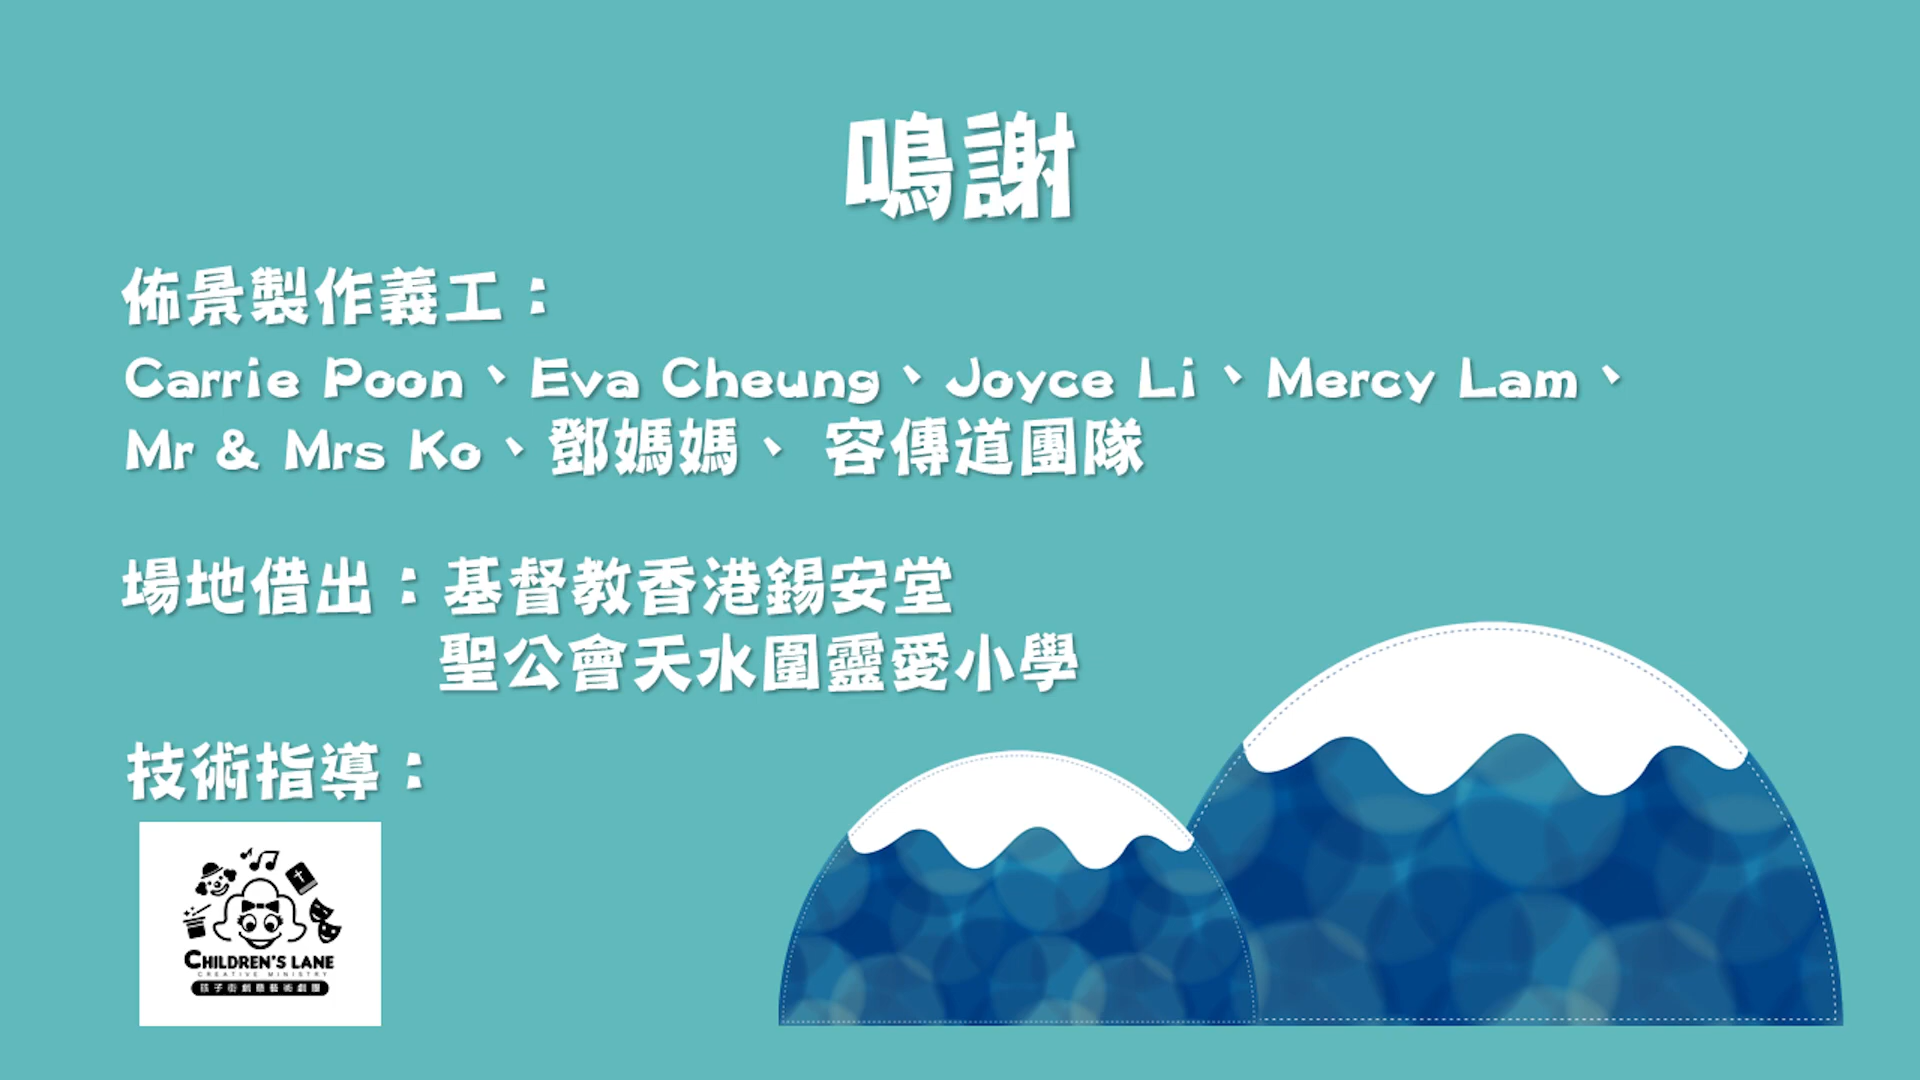 鳴謝
佈景製作義工：
Carrie Poon、Eva Cheung、Joyce Li、Mercy Lam、
Mr & Mrs Ko、鄧媽媽、 容傳道團隊
場地借出：基督教香港錫安堂
聖公會天水圍靈愛小學
技術指導：
CHILDREN'S LANE
CREATIVE MINISTRY
孩子街創意藝術劇團